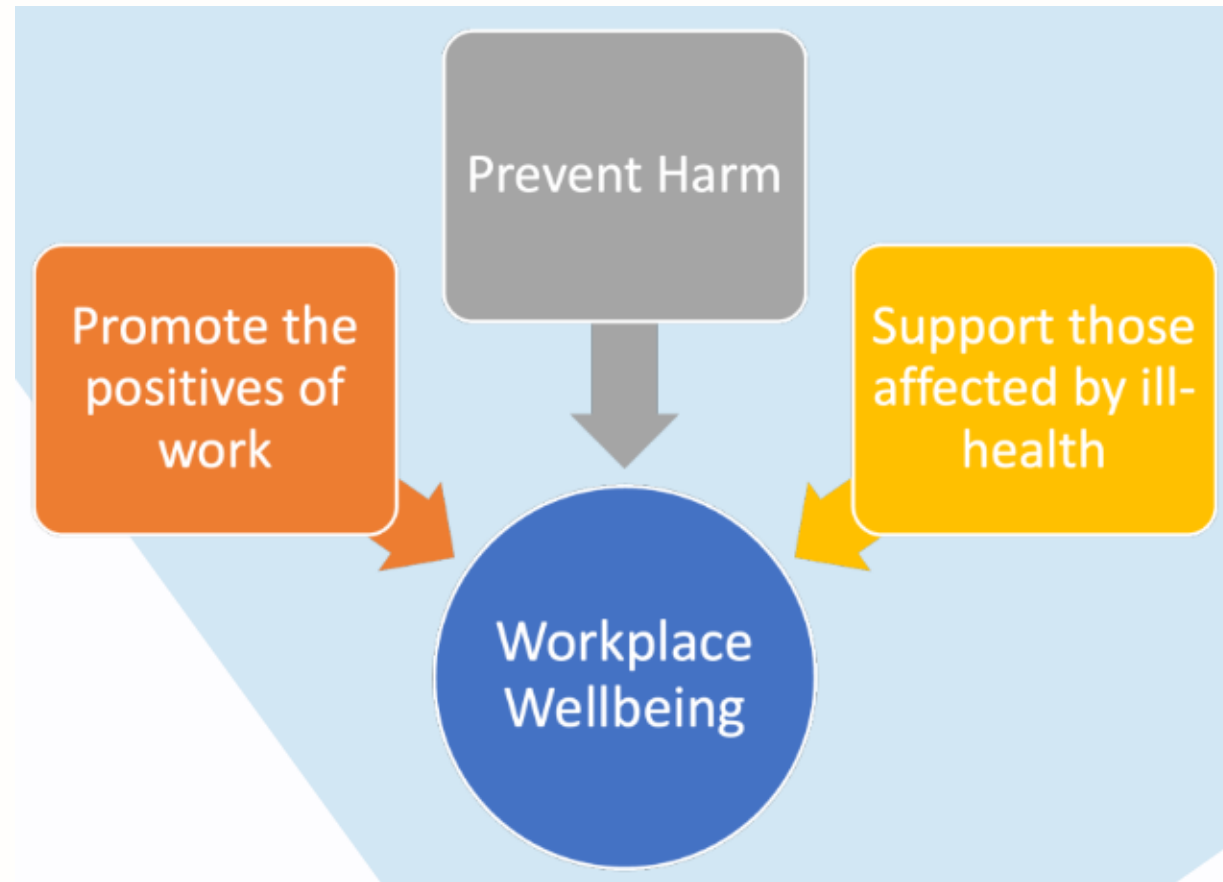 Prevent Harm
Promote the
positives of
work
Support those
affected by ill-
health
Workplace
Wellbeing